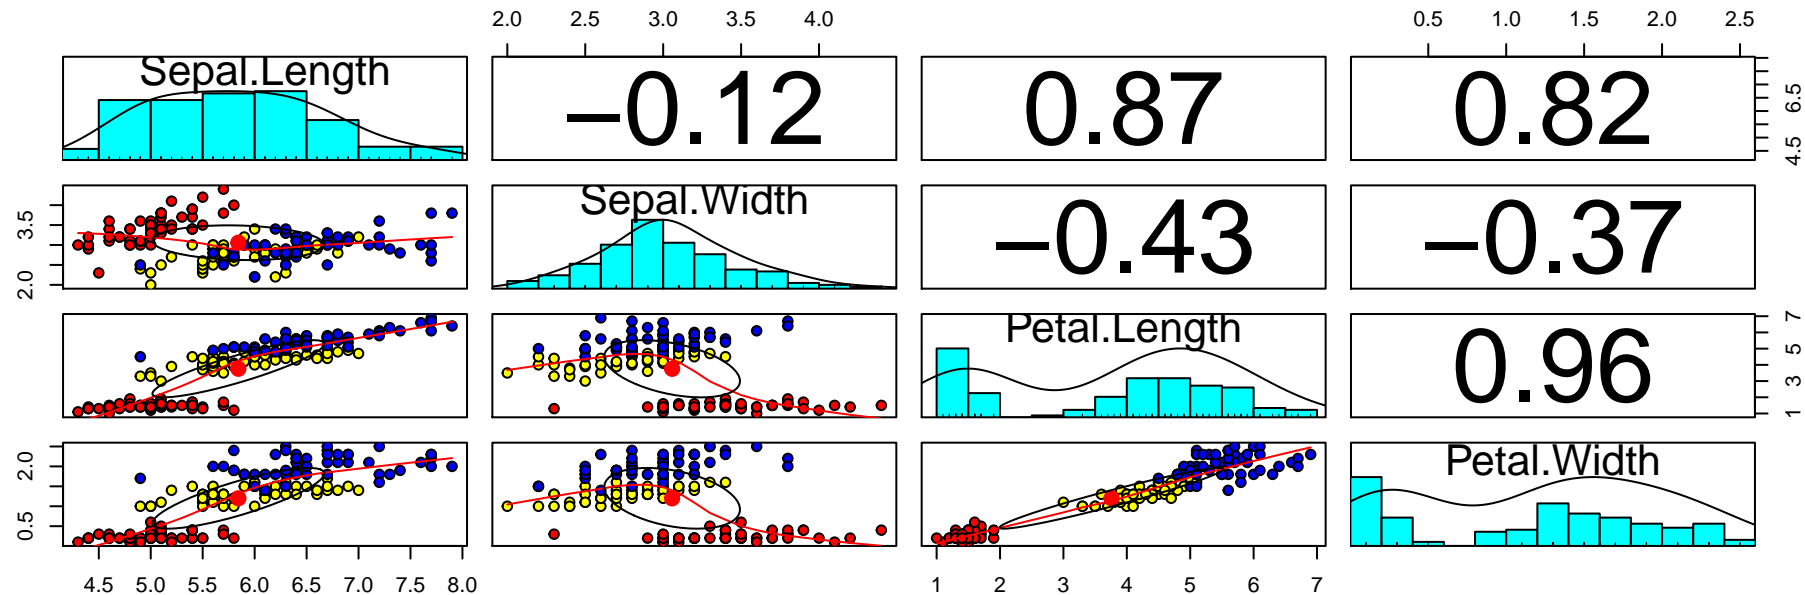 2.0 2.5 3.0 3.5 4.0 0.5 1.0 1.5 2.0 2.5
Sepal.Length −0.12 0.87 0.82 4.5 6.5
2.0 3.5 Sepal.Width −0.43 −0.37
Petal.Length 0.96 1 3 5 7
0.5 2.0 Petal.Width
4.5 5.0 5.5 6.0 6.5 7.0 7.5 8.0 1 2 3 4 5 6 7